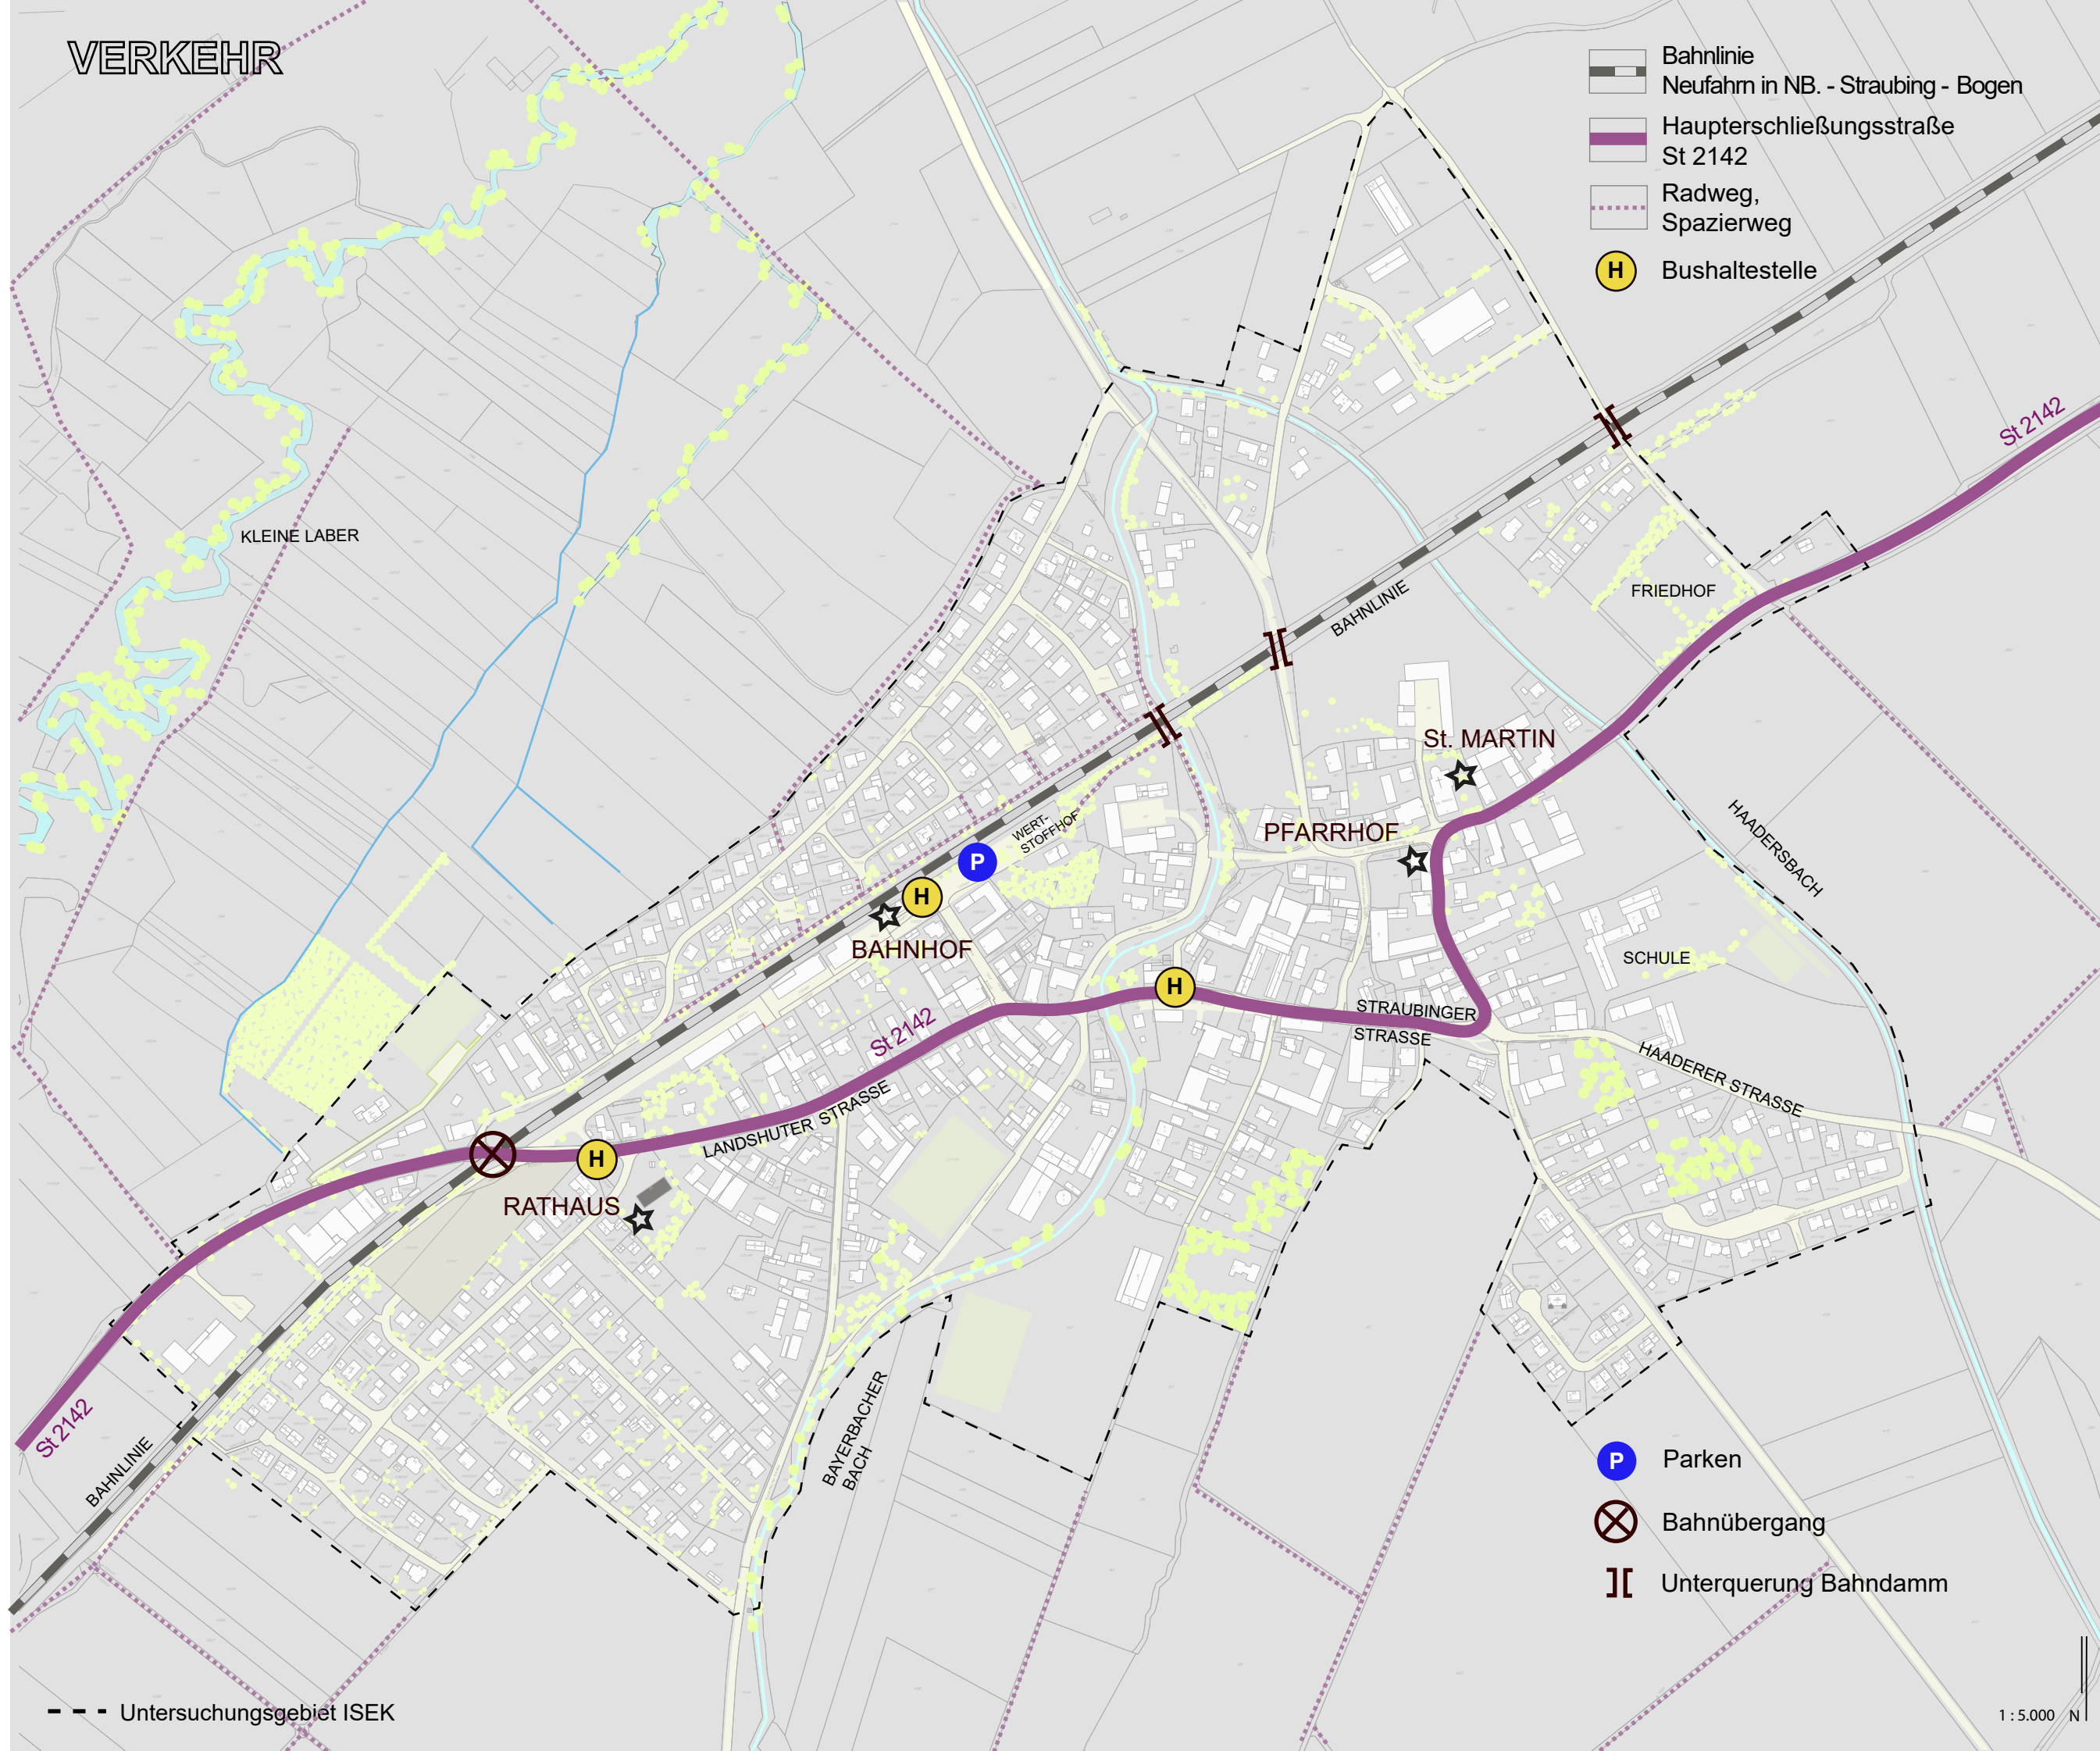 VERKEHR
Bahnlinie
Neufahrn in NB. - Straubing - Bogen
Haupterschließungsstraße
St 2142
Radweg,
Spazierweg
H
Bushaltestelle
St 2142
KLEINE LABER
BAHNLINIE
FRIEDHOF
St. MARTIN
PFARRHOF
WERT-
STOFFHOF
P
H
BAHNHOF
HAADERSBACH
SCHULE
H
STRAUBINGER
STRASSE
St 2142
HAADERER STRASSE
LANDSHUTER STRASSE
H
RATHAUS
St 2142
BAHNLINIE
BAYERBACHER
BACH
P
Parken
Bahnübergang
Unterquerung Bahndamm
Untersuchungsgebiet ISEK
1 : 5.000 N